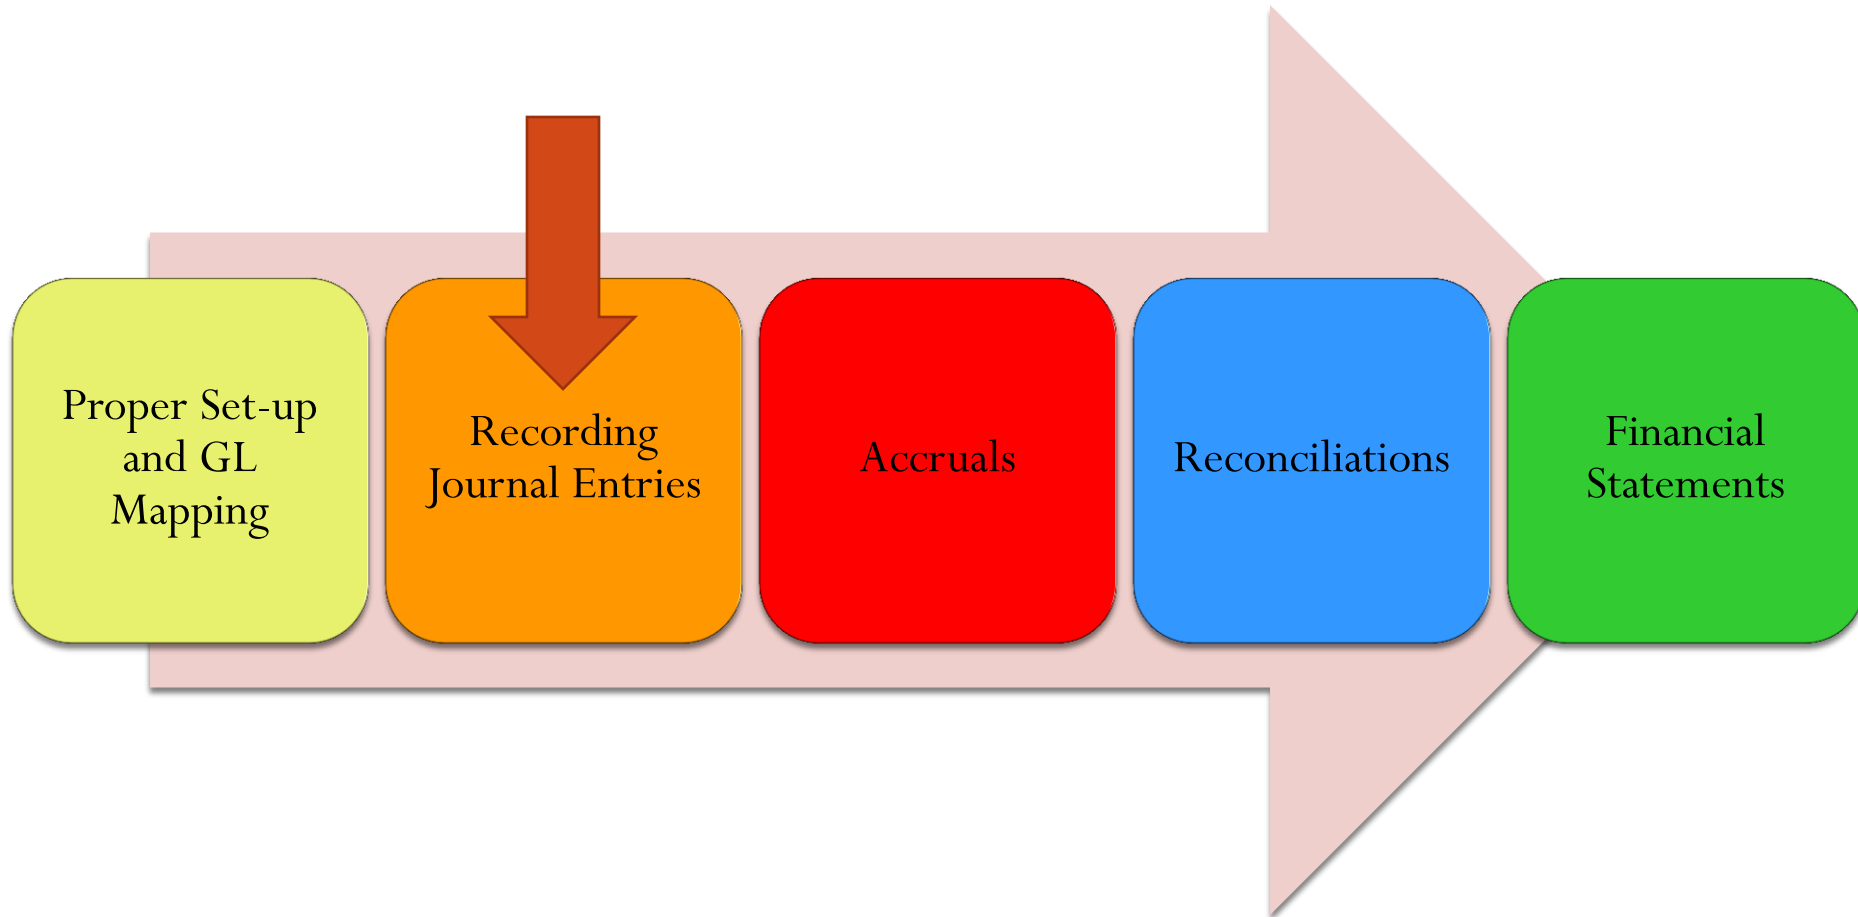 Proper Set-up
and GL
Mapping
Recording
Journal Entries
Accruals
Reconciliations
Financial
Statements